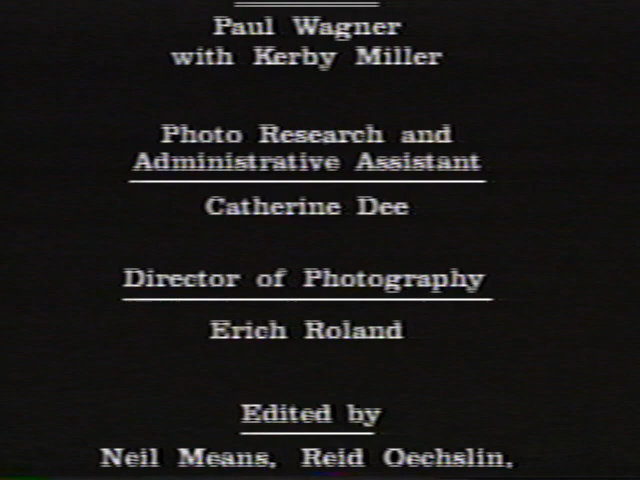 Paul Wagner
with Kerby Miller
Photo Research and
Administrative Assistant
Catherine Dee
Director of Photography
Erich Roland
Edited by
Neil Means, Reid Oechslin,